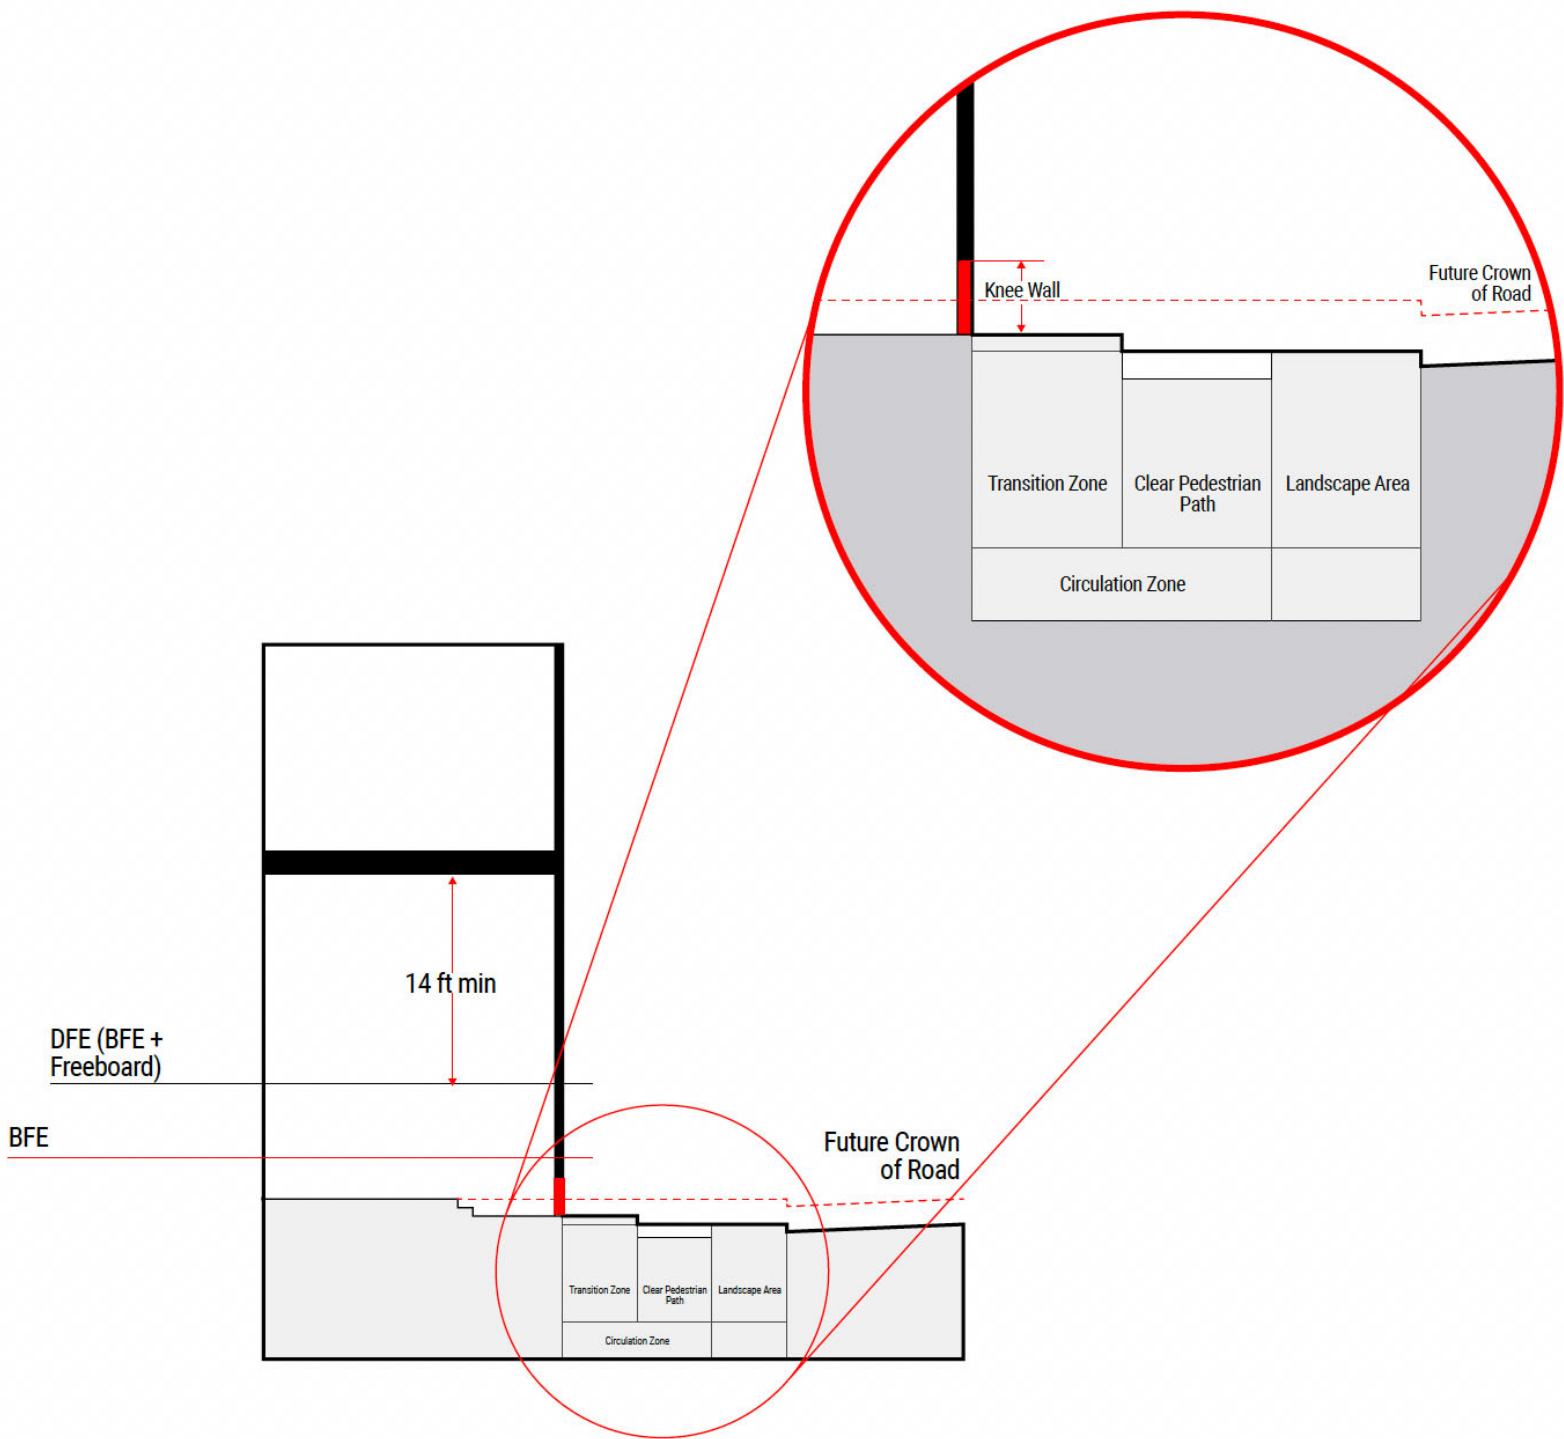 Future Crown
of Road
Knee Wall
Transition Zone
Clear Pedestrian
Path
Landscape Area
Circulation Zone
14 ft min
DFE (BFE +
Freeboard)
BFE
Future Crown
of Road
Transition Zone
Clear Pedestrian
Path
Landscape Area
Circulation Zone